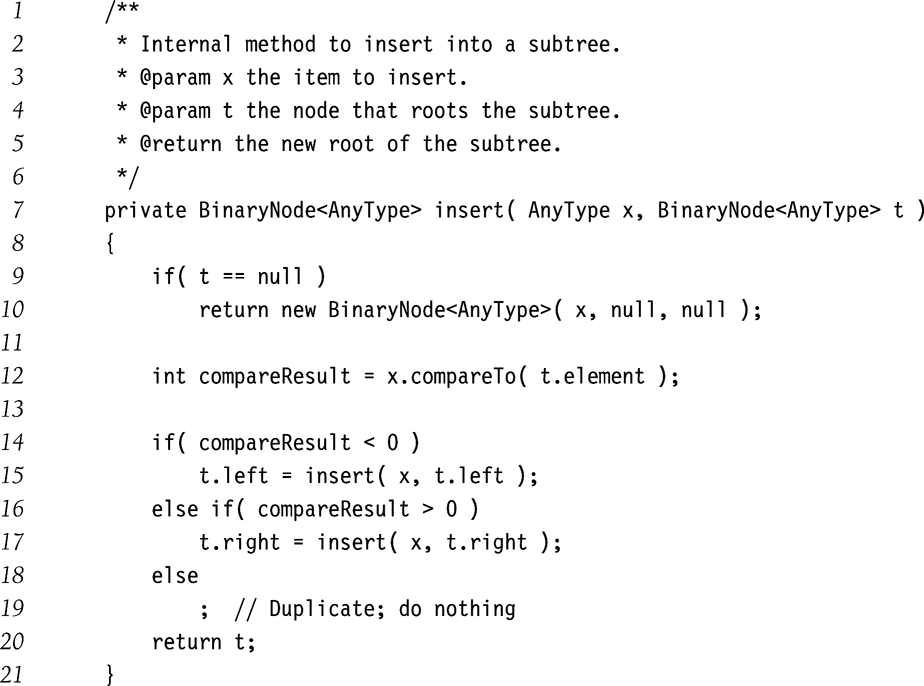 1 /**
2 * Internal method to insert into a subtree.
3 * @param x the item to insert.
4 * @param t the node that roots the subtree.
5 * @return the new root of the subtree.
6 */
7 private BinaryNode<AnyType> insert( AnyType x, BinaryNode<AnyType> t )
8 {
9 if( t == null )
10 return new BinaryNode<AnyType>( x, null, null );
11
12 int compareResult = x.compareTo( t.element );
13
14 if( compareResult < 0 )
15 t.left = insert( x, t.left );
16 else if( compareResult > 0 )
17 t.right = insert( x, t.right );
18 else
19 ; // Duplicate; do nothing
20 return t;
21 }